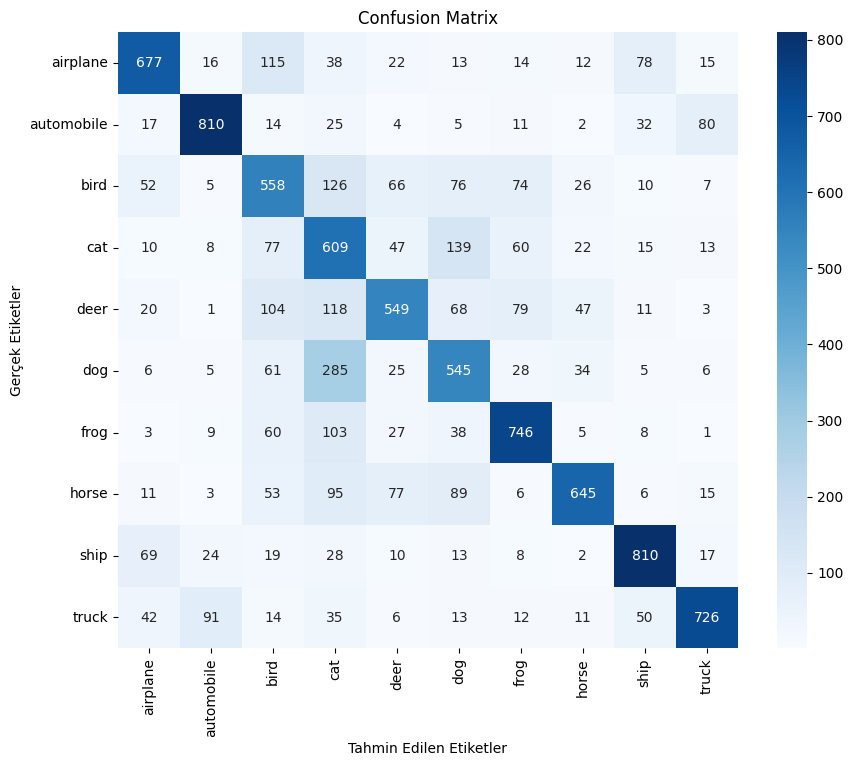 Confusion Matrix
Gerçek Etiketler
airplane 677 16 115 38 22 13 14 12 78 15
automobile 17 810 14 25 4 5 11 2 32 80
bird 52 5 558 126 66 76 74 26 10 7
cat 10 8 77 609 47 139 60 22 15 13
deer 20 1 104 118 549 68 79 47 11 3
dog 6 5 61 285 25 545 28 34 5 6
frog 3 9 60 103 27 38 746 5 8 1
horse 11 3 53 95 77 89 6 645 6 15
ship 69 24 19 28 10 13 8 2 810 17
truck 42 91 14 35 6 13 12 11 50 726
airplane automobile bird cat deer dog frog horse ship truck
Tahmin Edilen Etiketler
800
700
600
500
400
300
200
100